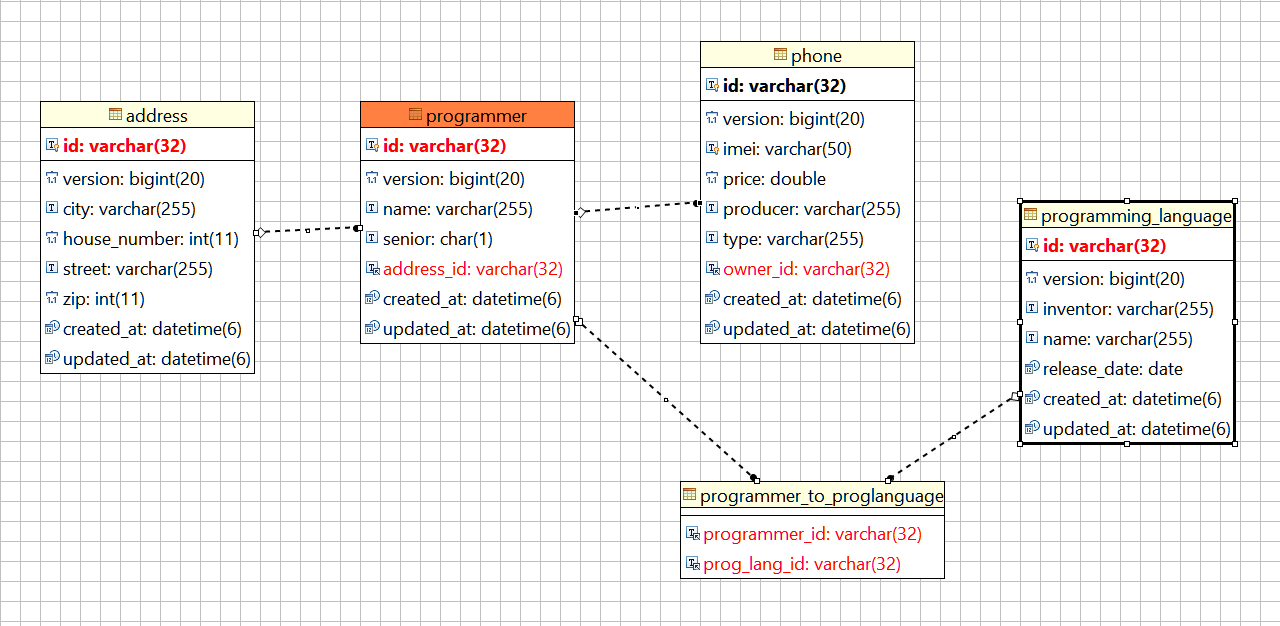 address
id: varchar(32)
version: bigint(20)
city: varchar(255)
house_number: int(11)
street: varchar(255)
zip: int(11)
created_at: datetime(6)
updated_at: datetime(6)
programmer
id: varchar(32)
version: bigint(20)
name: varchar(255)
senior: char(1)
address_id: varchar(32)
created_at: datetime(6)
updated_at: datetime(6)
phone
id: varchar(32)
version: bigint(20)
imei: varchar(50)
price: double
producer: varchar(255)
type: varchar(255)
owner_id: varchar(32)
created_at: datetime(6)
updated_at: datetime(6)
programming_language
id: varchar(32)
version: bigint(20)
inventor: varchar(255)
name: varchar(255)
release_date: date
created_at: datetime(6)
updated_at: datetime(6)
programmer_to_proglanguage
programmer_id: varchar(32)
prog_lang_id: varchar(32)